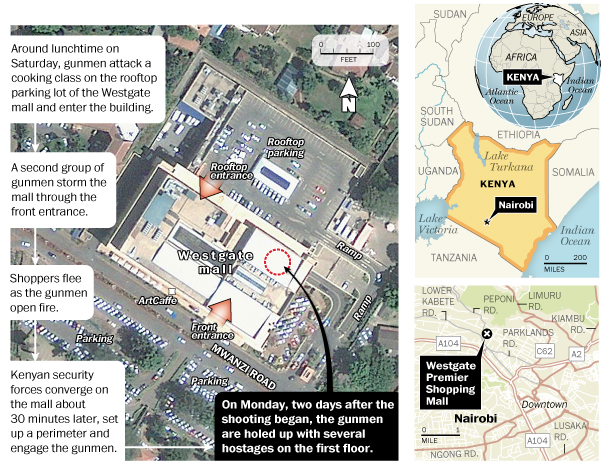 Around lunchtime on
Saturday, gunmen attack a
cooking class on the rooftop
parking lot of the Westgate
mall and enter the building.
A second group of
gunmen storm the
mall through the
front entrance.
Shoppers flee
as the gunmen
open fire.
Kenyan security
forces converge on
the mall about
30 minutes later, set
up a perimeter and
engage the gunmen.
0 100
FEET
N
Rooftop
parking
Rooftop
entrance
Westgate
mall
Ramp
Ramp
ArtCaffe
Front
entrance
Parking
Parking
MWANZI ROAD
On Monday, two days after the
shooting began, the gunmen
are holed up with several
hostages on the first floor.
SUDAN
EUROPE
ASIA
AFRICA
KENYA
Atlantic
Ocean
Indian
Ocean
SOUTH
SUDAN
ETHIOPIA
UGANDA
Lake
Turkana
SOMALIA
KENYA
Nairobi
Lake
Victoria
Indian
Ocean
TANZANIA
0 200
MILES
LOWER
KABETE
RD.
PEPONI
RD.
LIMURU
RD.
KIAMBU
RD.
PARKLANDS
RD.
A104
C62
A2
Westgate
Premier
Shopping
Mall
Downtown
Nairobi
LUSAKA
RD.
0 1
MILE
A104
NGONG RD.